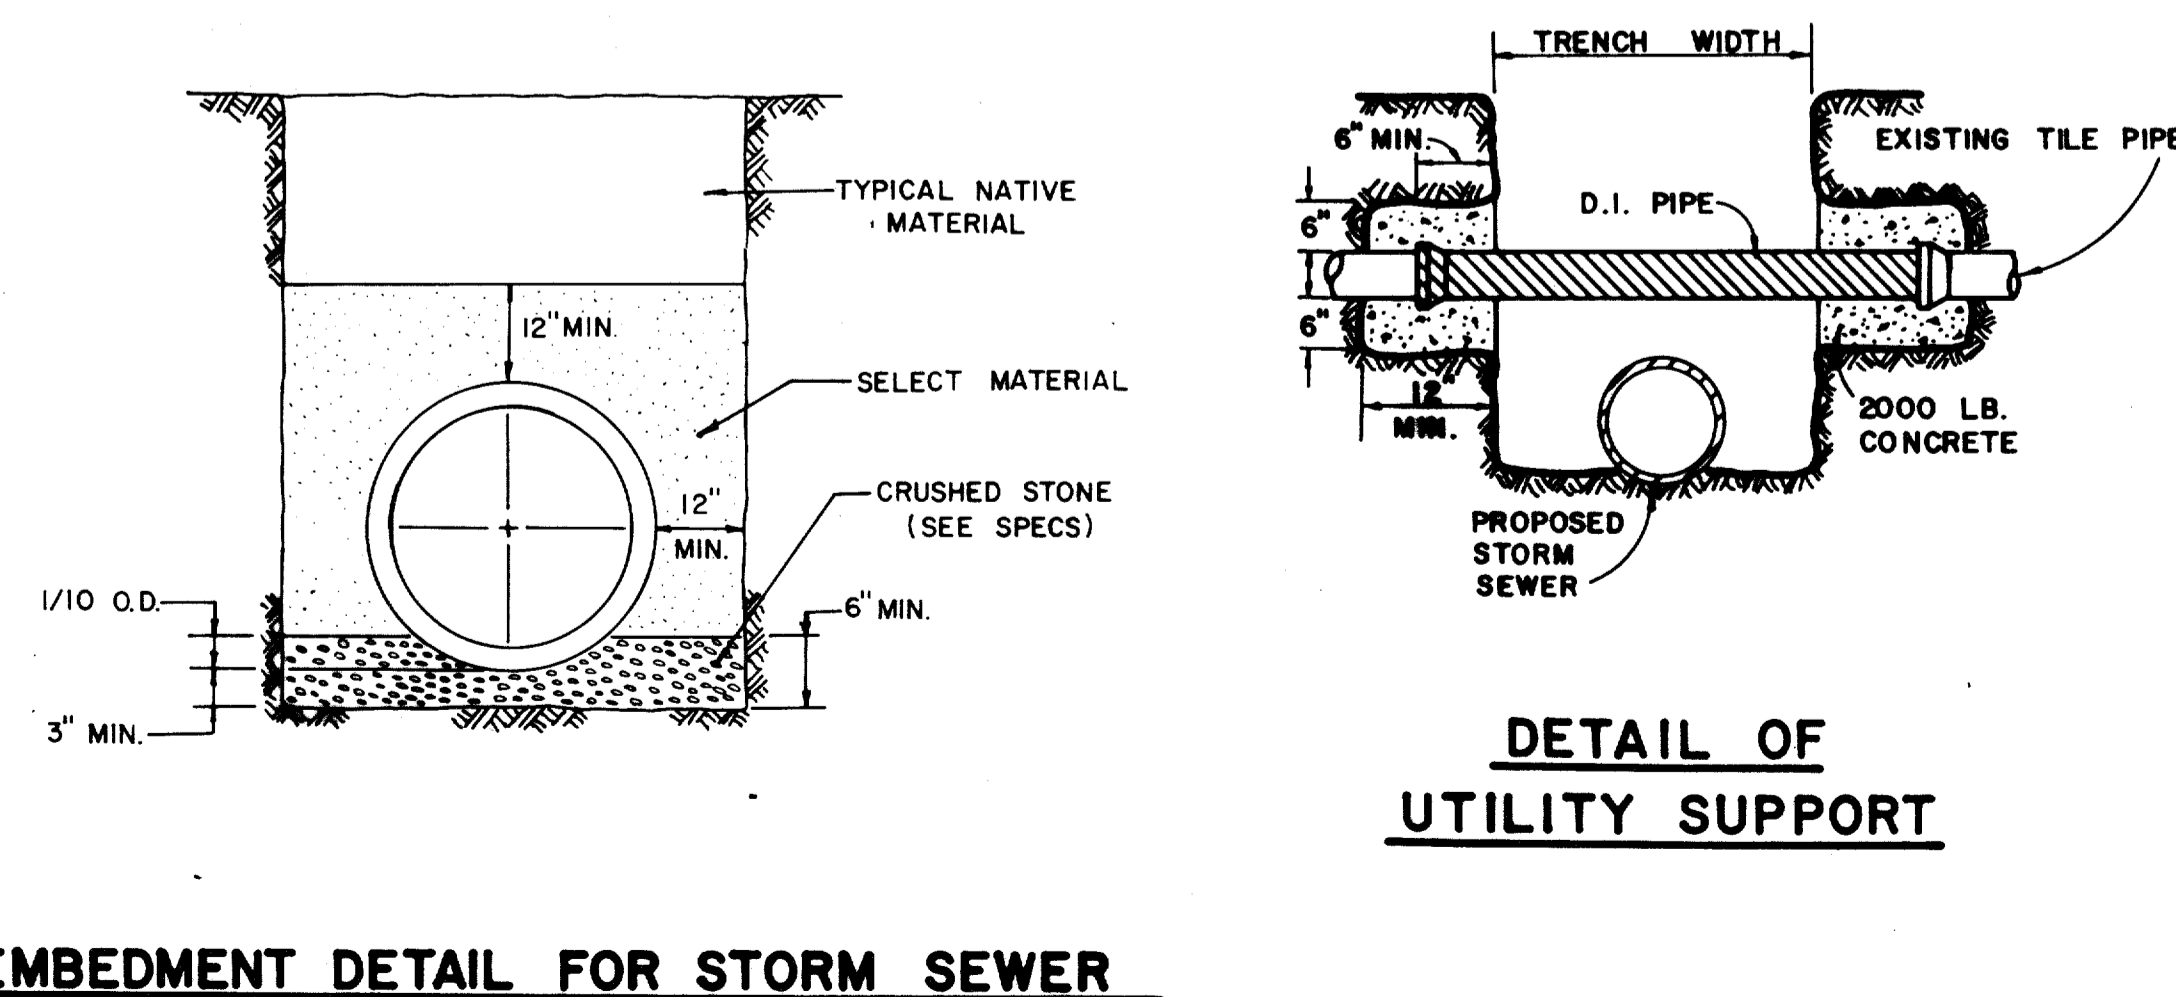 TYPICAL NATIVE
MATERIAL
12" MIN.
SELECT MATERIAL
12"
MIN.
CRUSHED STONE
(SEE SPECS)
1/10 O.D.
6" MIN.
3" MIN.
EMBEDMENT DETAIL FOR STORM SEWER
TRENCH WIDTH
6" MIN.
EXISTING TILE PIPE
D.I. PIPE
6"
6"
12"
MIN.
2000 LB.
CONCRETE
PROPOSED
STORM
SEWER
DETAIL OF
UTILITY SUPPORT